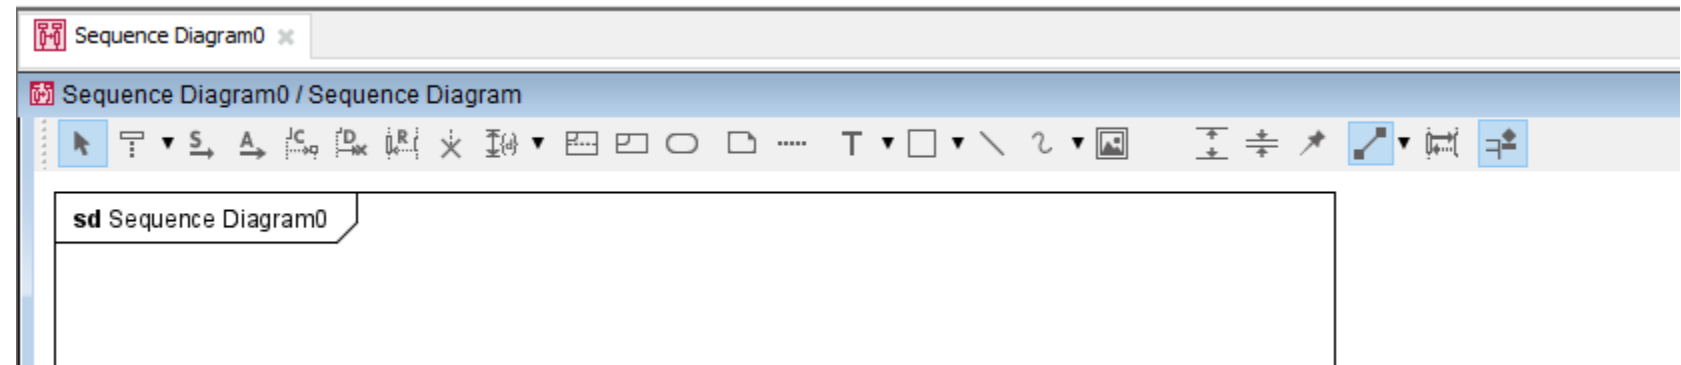 Sequence Diagram0
Sequence Diagram0 / Sequence Diagram
S A C D R {d} T
sd Sequence Diagram0